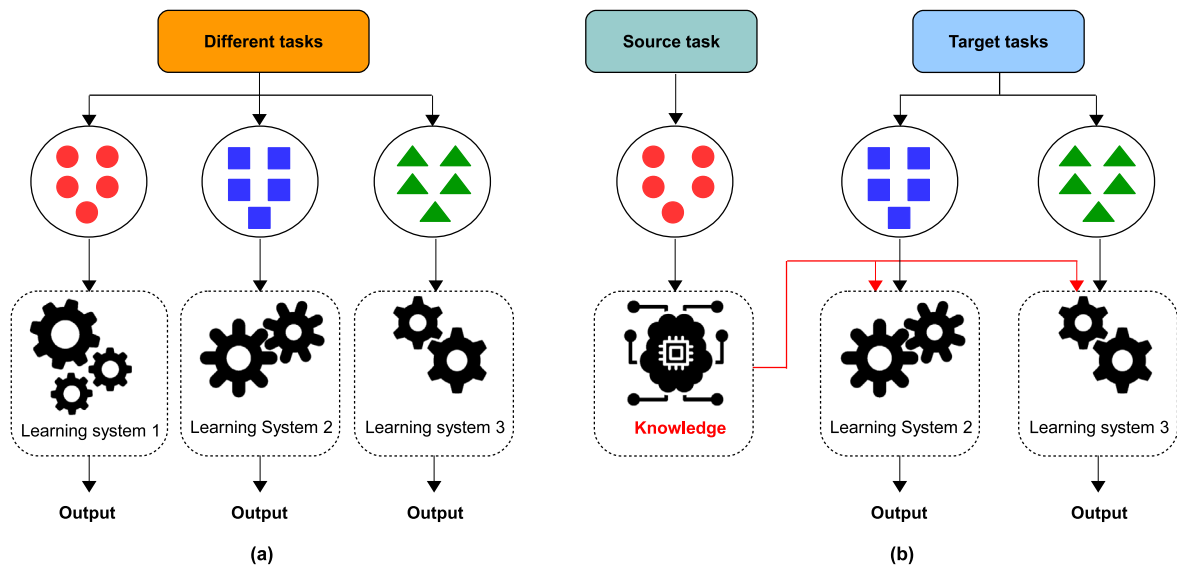 Different tasks
Source task
Target tasks
Learning system 1
Learning System 2
Learning system 3
Knowledge
Learning System 2
Learning system 3
Output
Output
Output
Output
Output
(a)
(b)